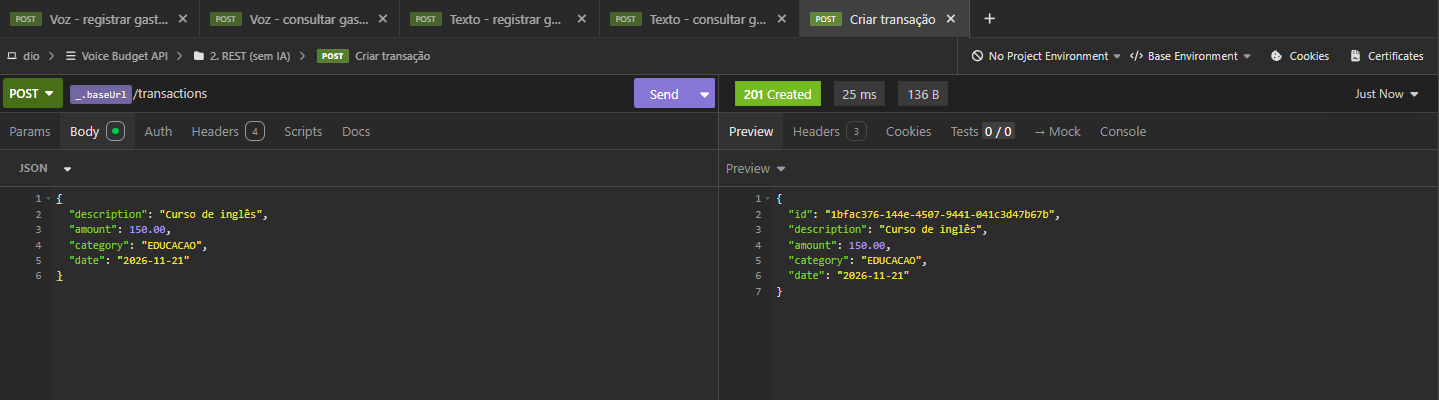 POST Voz - registrar gast... × POST Voz - consultar gas... × POST Texto - registrar g... × POST Texto - consultar g... × POST Criar transação × +
dio > Voice Budget API > 2. REST (sem IA) > POST Criar transação No Project Environment Base Environment Cookies Certificates
POST _.baseUrl/transactions Send 201 Created 25 ms 136 B Just Now
Params Body Auth Headers 4 Scripts Docs
Preview Headers 3 Cookies Tests 0 / 0 → Mock Console
JSON
Preview
1 {
2 "description": "Curso de inglês",
3 "amount": 150.00,
4 "category": "EDUCACAO",
5 "date": "2026-11-21"
6 }
1 {
2 "id": "1bfac376-144e-4507-9441-041c3d47b67b",
3 "description": "Curso de inglês",
4 "amount": 150.00,
5 "category": "EDUCACAO",
6 "date": "2026-11-21"
7 }